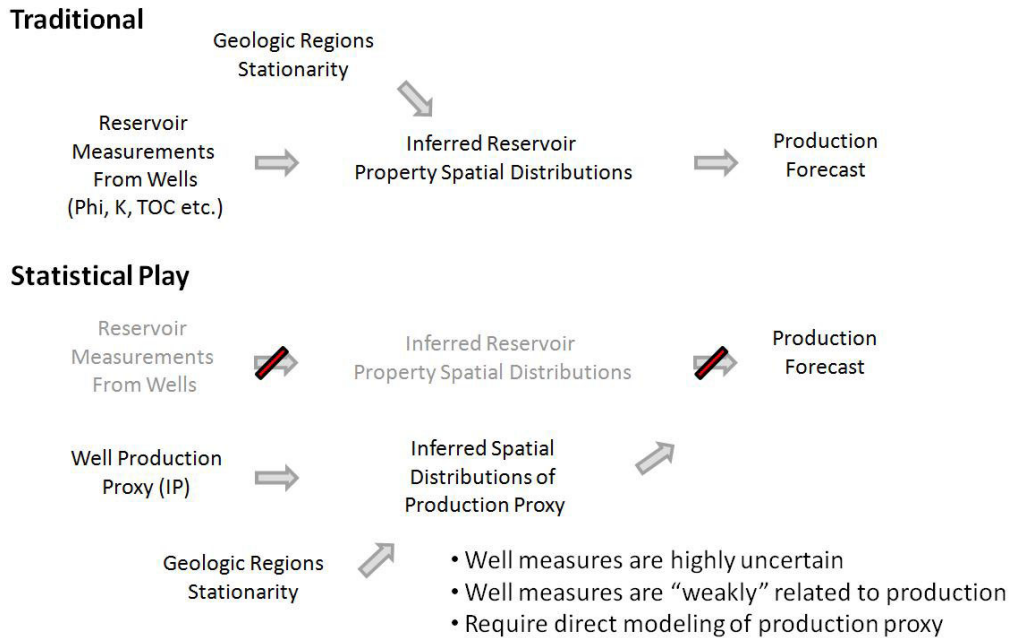 Traditional
Geologic Regions
Stationarity
Reservoir
Measurements
From Wells
(Phi, K, TOC etc.)
Inferred Reservoir
Property Spatial Distributions
Production
Forecast
Statistical Play
Reservoir
Measurements
From Wells
Inferred Reservoir
Property Spatial Distributions
Production
Forecast
Well Production
Proxy (IP)
Inferred Spatial
Distributions of
Production Proxy
Geologic Regions
Stationarity
• Well measures are highly uncertain
• Well measures are “weakly” related to production
• Require direct modeling of production proxy